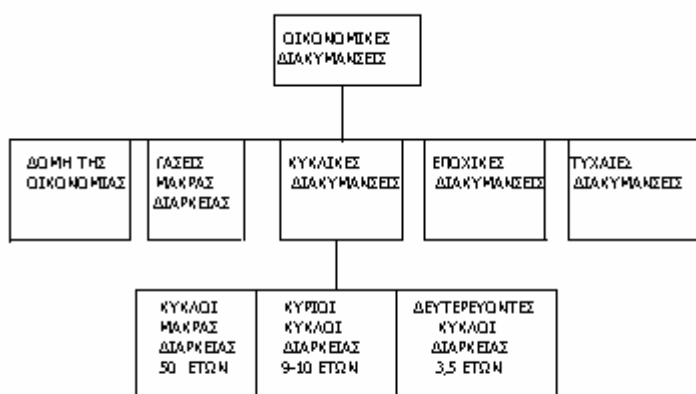 ΟΙΚΟΝΟΜΙΚΕΣ
ΔΙΑΚΥΜΑΝΣΕΙΣ
ΔΟΜΗ ΤΗΣ
ΟΙΚΟΝΟΜΙΑΣ
ΤΑΣΕΙΣ
ΜΑΚΡΑΣ
ΔΙΑΡΚΕΙΑΣ
ΚΥΚΛΙΚΕΣ
ΔΙΑΚΥΜΑΝΣΕΙΣ
ΕΠΟΧΙΚΕΣ
ΔΙΑΚΥΜΑΝΣΕΙΣ
ΤΥΧΑΙΕΣ
ΔΙΑΚΥΜΑΝΣΕΙΣ
ΚΥΚΛΟΙ
ΜΑΚΡΑΣ
ΔΙΑΡΚΕΙΑΣ
50 ΕΤΩΝ
ΚΥΡΙΟΙ
ΚΥΚΛΟΙ
ΔΙΑΡΚΕΙΑΣ
9-10 ΕΤΩΝ
ΔΕΥΤΕΡΕΥΟΝΤΕΣ
ΚΥΚΛΟΙ
ΔΙΑΡΚΕΙΑΣ
3,5 ΕΤΩΝ